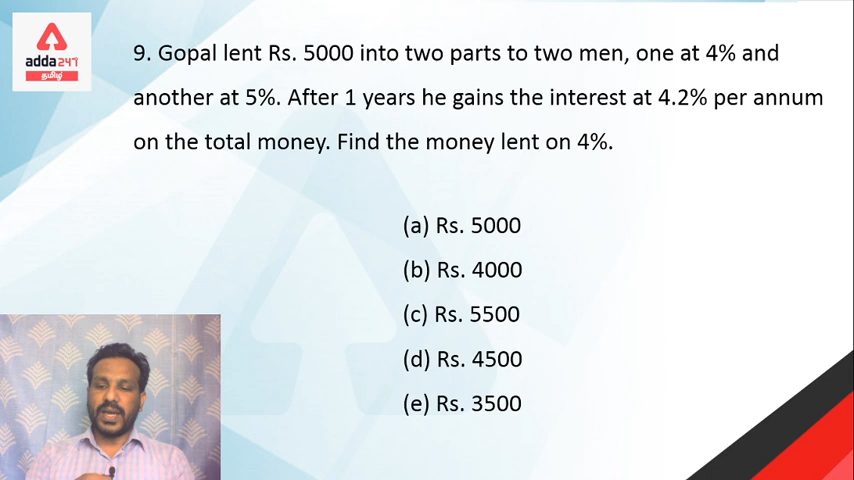 adda247
தமிழ்
9. Gopal lent Rs. 5000 into two parts to two men, one at 4% and
another at 5%. After 1 years he gains the interest at 4.2% per annum
on the total money. Find the money lent on 4%.
(a) Rs. 5000
(b) Rs. 4000
(c) Rs. 5500
(d) Rs. 4500
(e) Rs. 3500